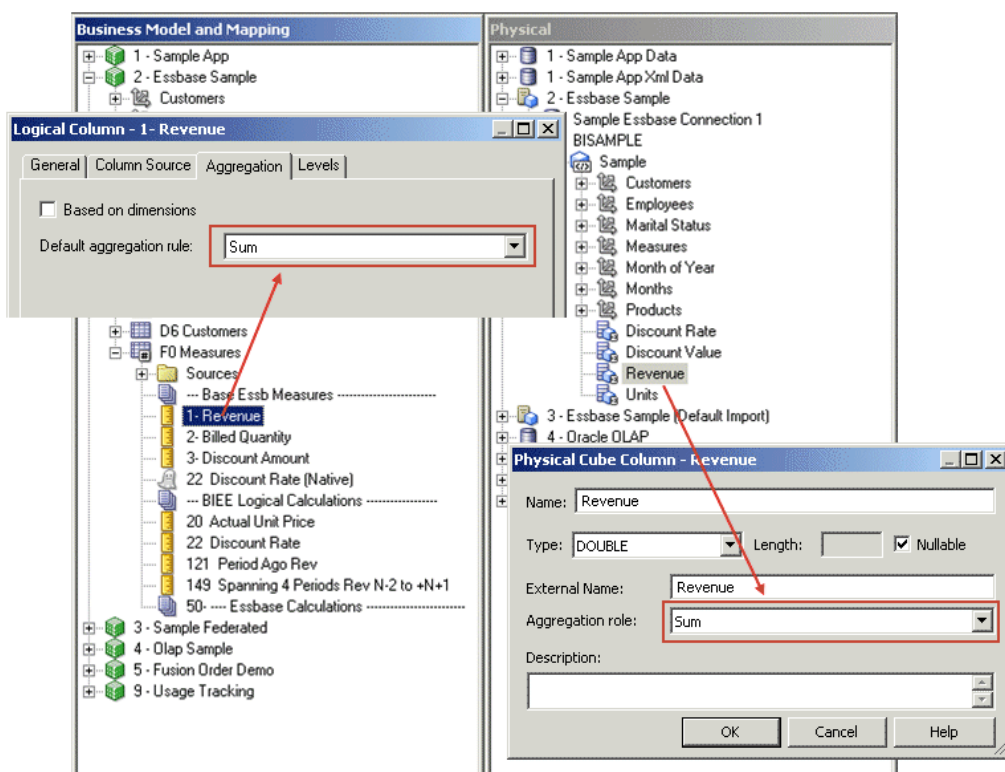 Business Model and Mapping
1 - Sample App
2 - Essbase Sample
Customers
Logical Column - 1- Revenue
General
Column Source
Aggregation
Levels
Based on dimensions
Default aggregation rule:
Sum
D6 Customers
F0 Measures
Sources
--- Base Essb Measures ------------------------
1- Revenue
2- Billed Quantity
3- Discount Amount
22 Discount Rate (Native)
--- BIEE Logical Calculations -----------------
20 Actual Unit Price
22 Discount Rate
121 Period Ago Rev
149 Spanning 4 Periods Rev N-2 to +N+1
50- ---- Essbase Calculations ------------------------
3 - Sample Federated
4 - Olap Sample
5 - Fusion Order Demo
9 - Usage Tracking
Physical
1 - Sample App Data
1 - Sample App Xml Data
2 - Essbase Sample
Sample Essbase Connection 1
BISAMPLE
Sample
Customers
Employees
Marital Status
Measures
Month of Year
Months
Products
Discount Rate
Discount Value
Revenue
Units
3 - Essbase Sample (Default Import)
4 - Oracle OLAP
Physical Cube Column - Revenue
Name: Revenue
Type: DOUBLE Length: Nullable
External Name: Revenue
Aggregation role: Sum
Description:
OK Cancel Help